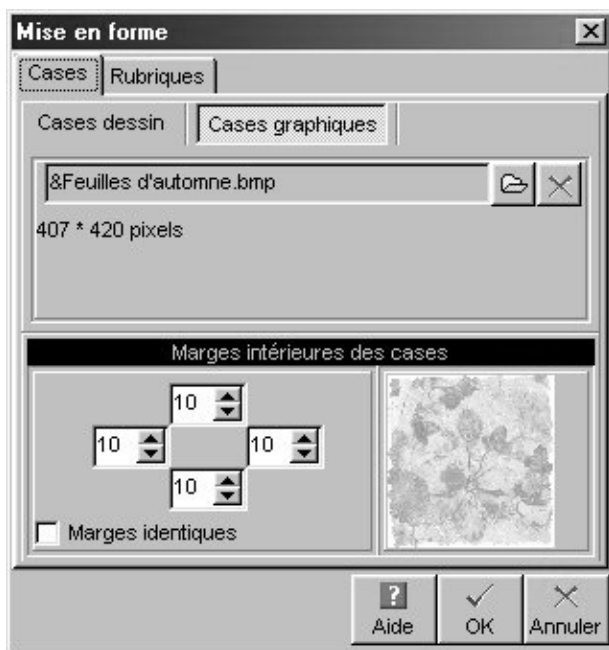 Mise en forme
Cases Rubriques
Cases dessin Cases graphiques
&Feuilles d'automne.bmp
407 * 420 pixels
Marges intérieures des cases
10
10 10
10
Marges identiques
? 
Aide OK Annuler